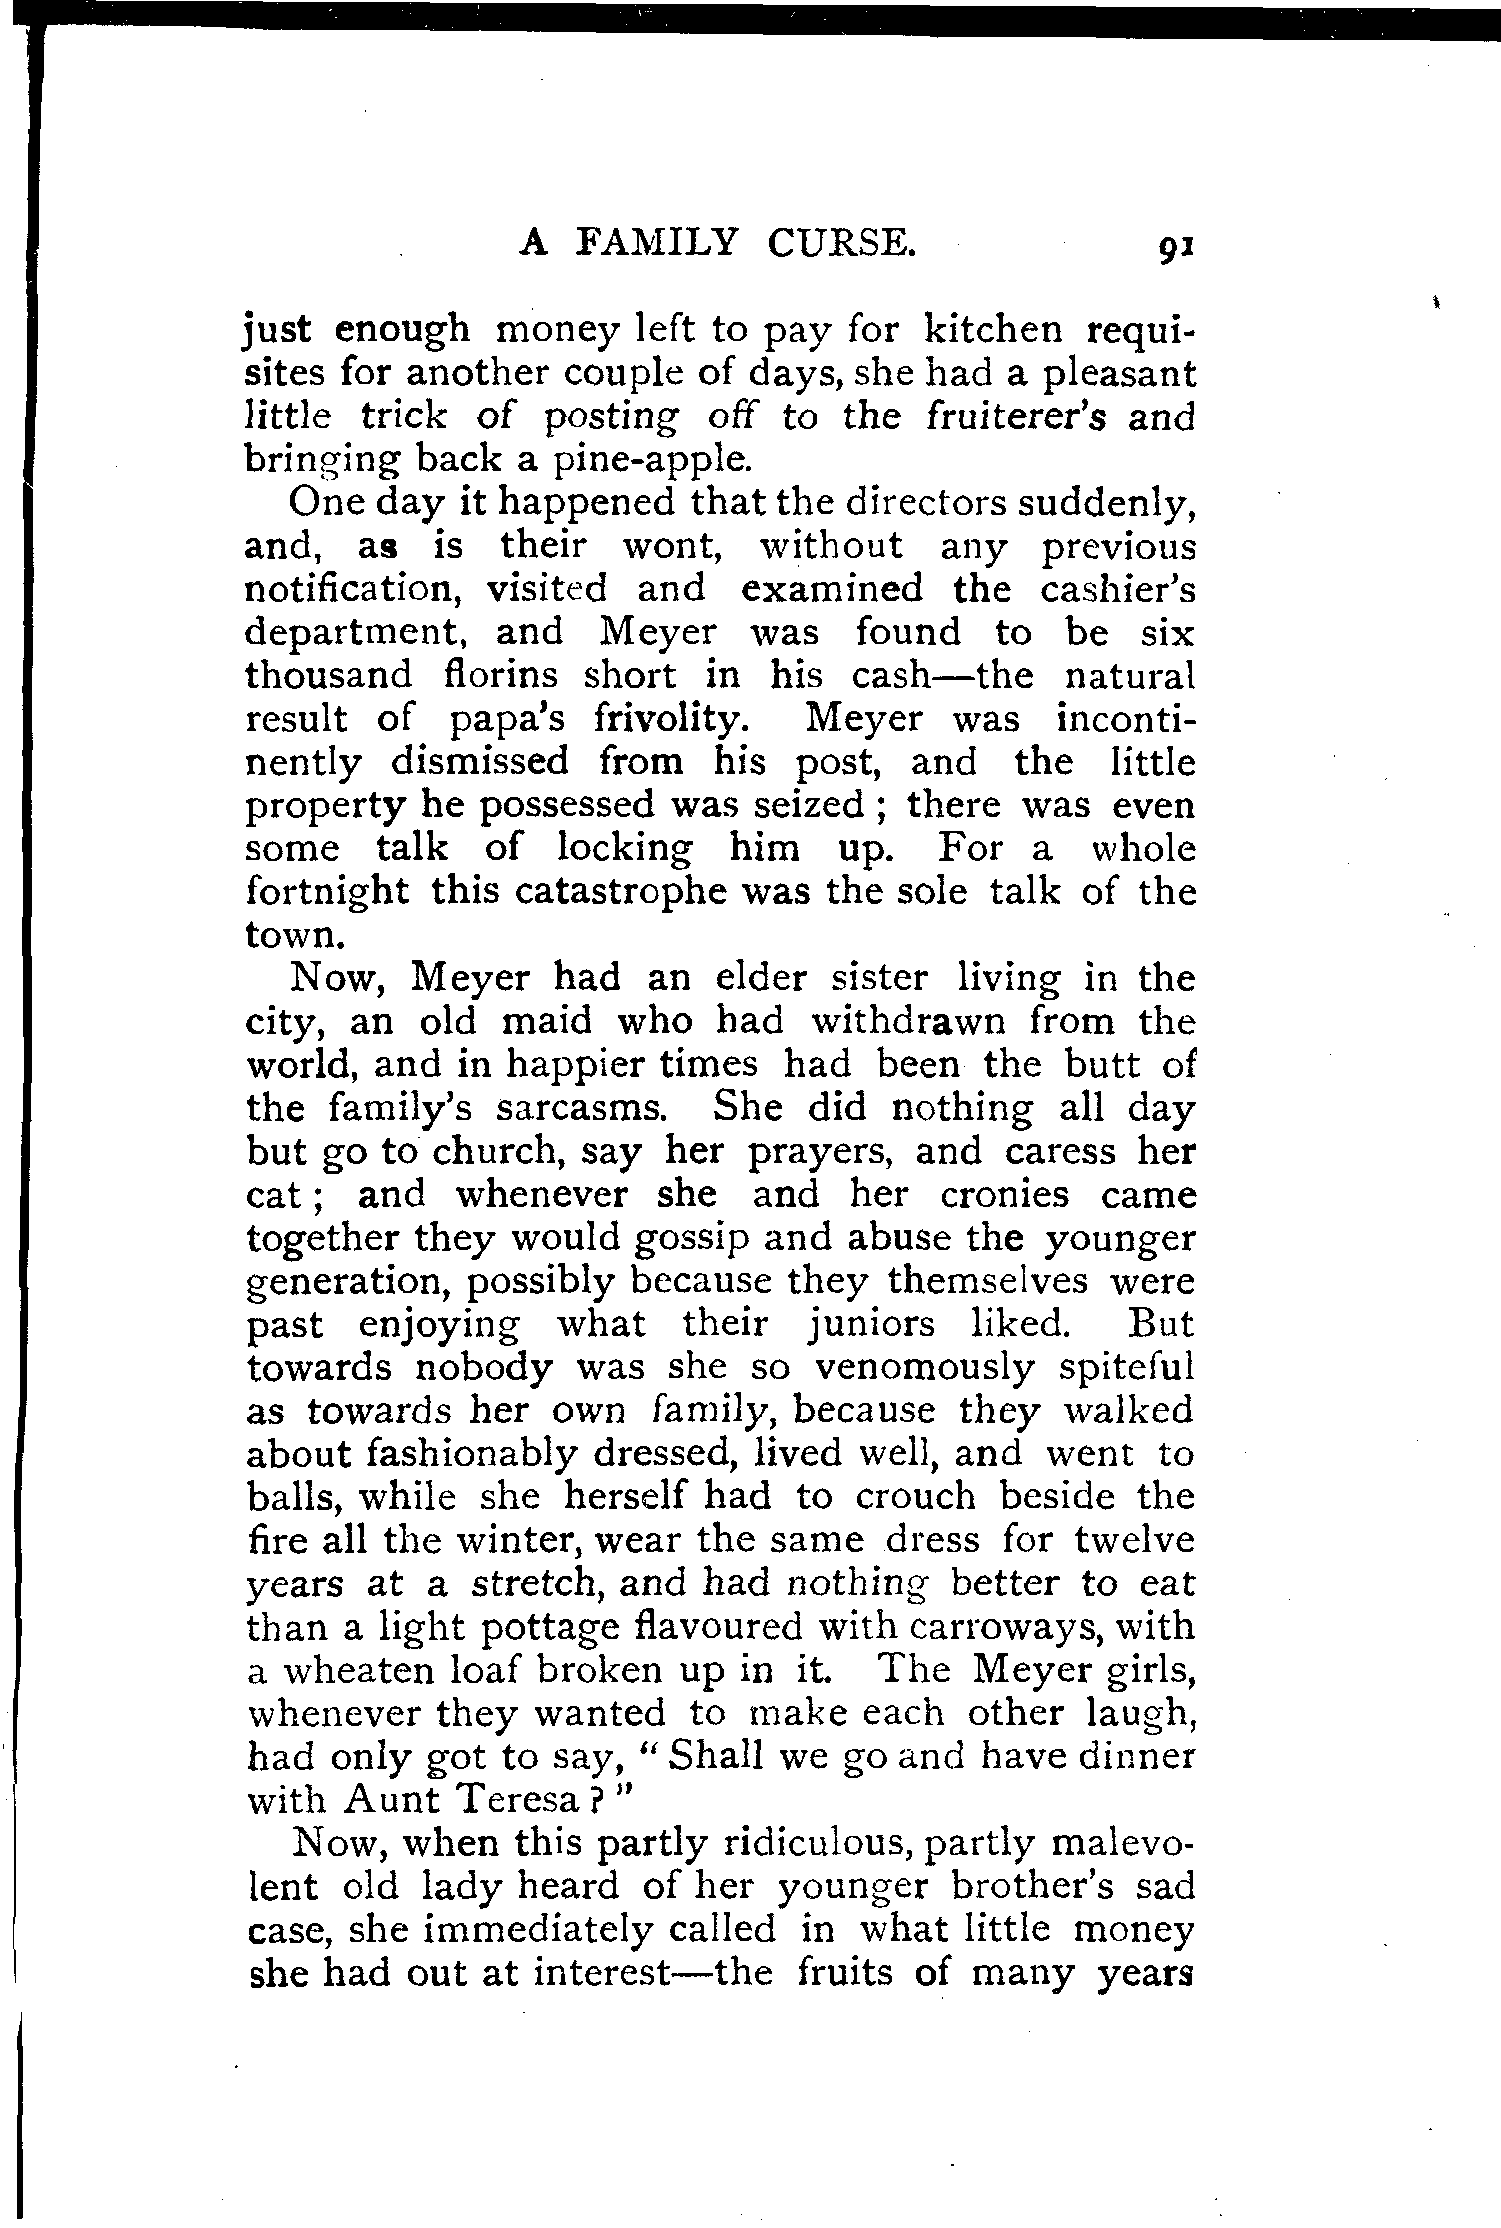 A FAMILY CURSE. 91
just enough money left to pay for kitchen requi-
sites for another couple of days, she had a pleasant
little trick of posting off to the fruiterer's and
bringing back a pine-apple.
One day it happened that the directors suddenly,
and, as is their wont, without any previous
notification, visited and examined the cashier's
department, and Meyer was found to be six
thousand florins short in his cash—the natural
result of papa's frivolity. Meyer was inconti-
nently dismissed from his post, and the little
property he possessed was seized ; there was even
some talk of locking him up. For a whole
fortnight this catastrophe was the sole talk of the
town.
Now, Meyer had an elder sister living in the
city, an old maid who had withdrawn from the
world, and in happier times had been the butt of
the family's sarcasms. She did nothing all day
but go to church, say her prayers, and caress her
cat ; and whenever she and her cronies came
together they would gossip and abuse the younger
generation, possibly because they themselves were
past enjoying what their juniors liked. But
towards nobody was she so venomously spiteful
as towards her own family, because they walked
about fashionably dressed, lived well, and went to
balls, while she herself had to crouch beside the
fire all the winter, wear the same dress for twelve
years at a stretch, and had nothing better to eat
than a light pottage flavoured with carroways, with
a wheaten loaf broken up in it. The Meyer girls,
whenever they wanted to make each other laugh,
had only got to say, " Shall we go and have dinner
with Aunt Teresa ? "
Now, when this partly ridiculous, partly malevo-
lent old lady heard of her younger brother's sad
case, she immediately called in what little money
she had out at interest—the fruits of many years